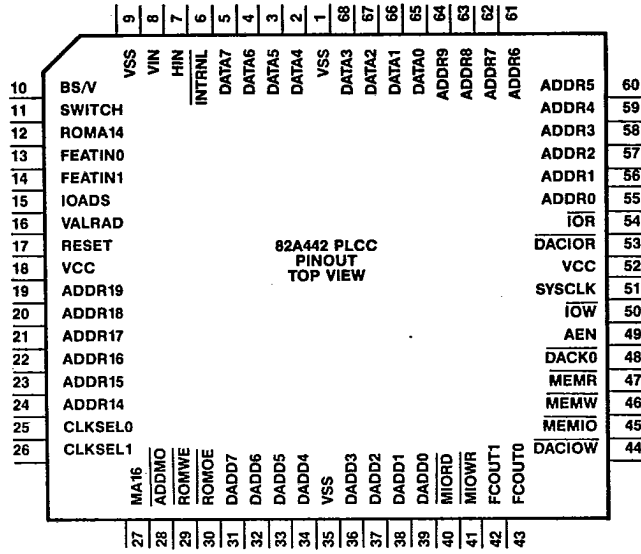 9 8 7 6 5 4 3 2 1 68 67 66 65 64 63 62 61
VSS VIN HIN INTRNL DATA7 DATA6 DATA5 DATA4 VSS DATA3 DATA2 DATA1 DATA0 ADDR9 ADDR8 ADDR7 ADDR6
10 BS/V
11 SWITCH
12 ROMA14
13 FEATIN0
14 FEATIN1
15 IOADS
16 VALRAD
17 RESET
18 VCC
19 ADDR19
20 ADDR18
21 ADDR17
22 ADDR16
23 ADDR15
24 ADDR14
25 CLKSEL0
26 CLKSEL1
82A442 PLCC
PINOUT
TOP VIEW
ADDR5 60
ADDR4 59
ADDR3 58
ADDR2 57
ADDR1 56
ADDR0 55
IOR 54
DACIOR 53
VCC 52
SYSCLK 51
IOW 50
AEN 49
DACK0 48
MEMR 47
MEMW 46
MEMIO 45
DACIOW 44
MA16 ADDMO ROMWE ROMOE DADD7 DADD6 DADD5 DADD4 VSS DADD3 DADD2 DADD1 DADD0 MIORD MIOWR FCOUT1 FCOUT0
27 28 29 30 31 32 33 34 35 36 37 38 39 40 41 42 43